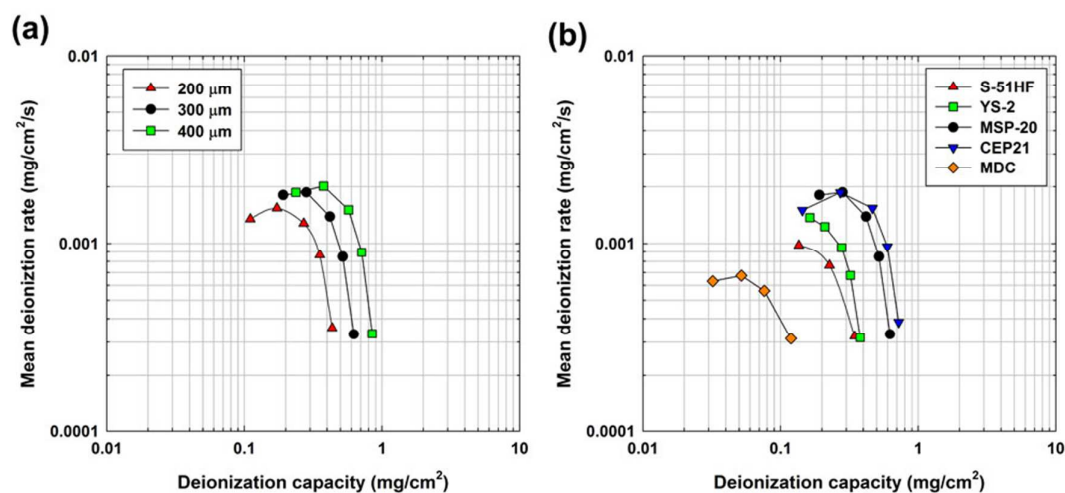 (a)
0.01
0.001
0.0001
Mean deioniztion rate (mg/cm²/s)
200 µm
300 µm
400 µm
0.01 0.1 1 10
Deionization capacity (mg/cm²)
(b)
0.01
0.001
0.0001
Mean deioniztion rate (mg/cm²/s)
S-51HF
YS-2
MSP-20
CEP21
MDC
0.01 0.1 1 10
Deionization capacity (mg/cm²)